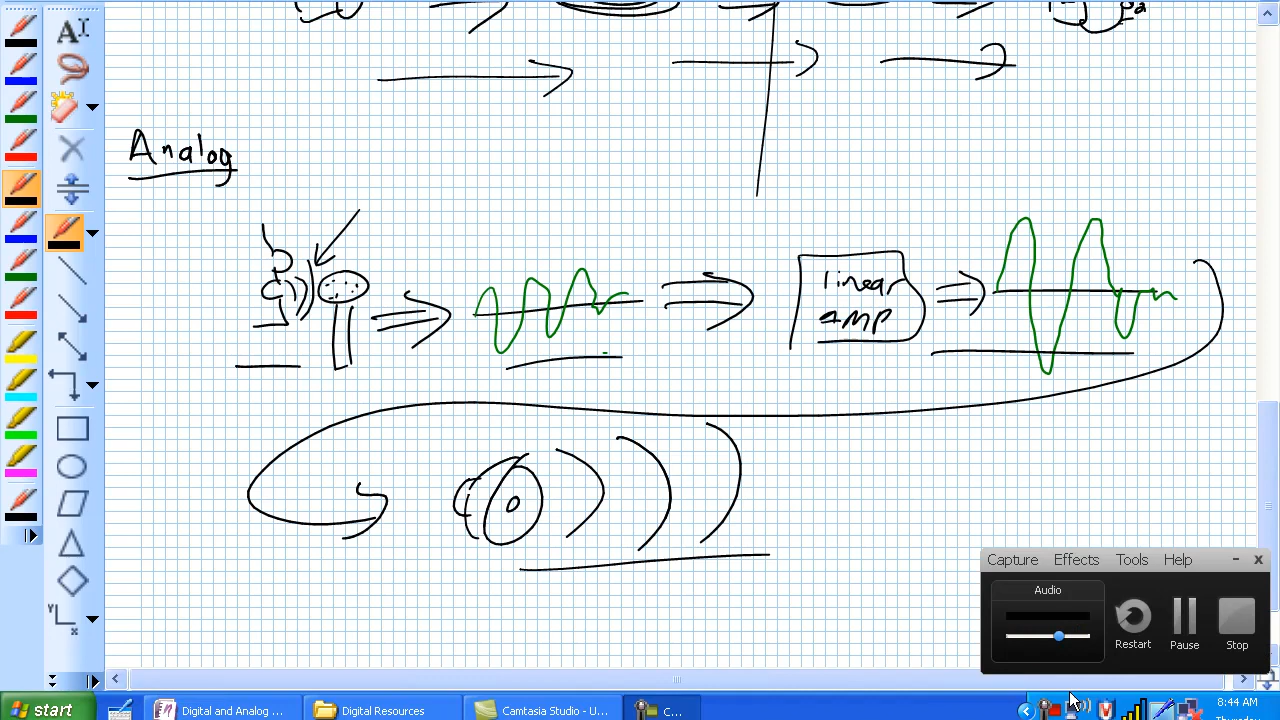 Analog
linear
amp
Capture Effects Tools Help
Audio
Restart Pause Stop
start
Digital and Analog ...
Digital Resources
Camtasia Studio - U...
C...
8:44 AM